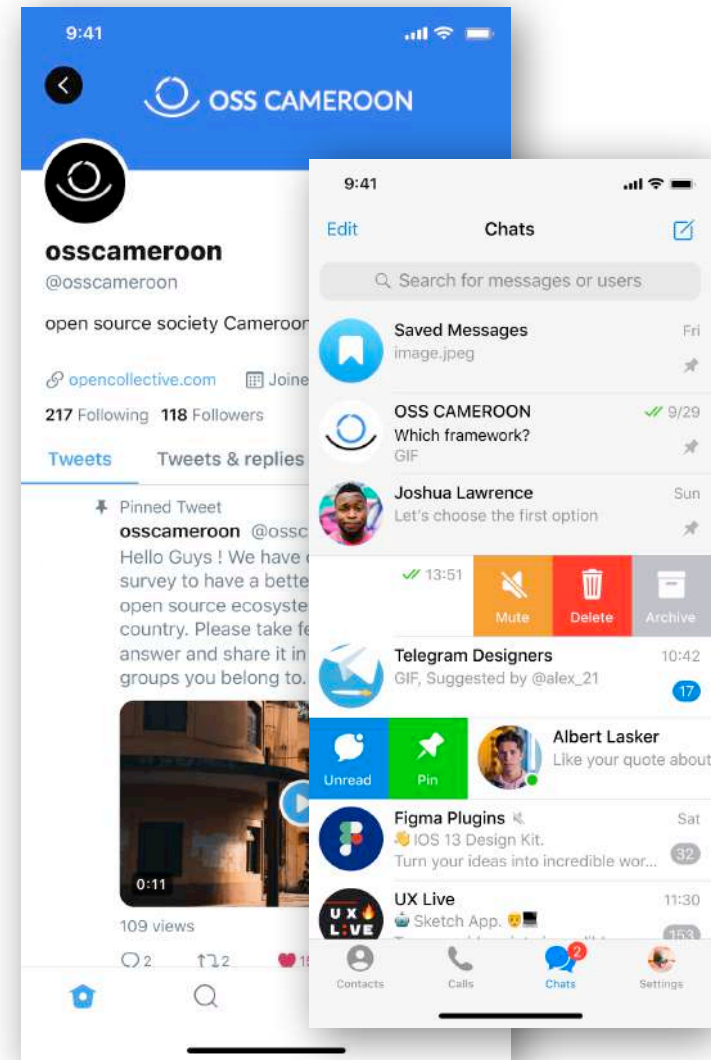 9:41
OSS CAMEROON
osscameroon
@osscameroon
open source society Cameroon
opencollective.com Joine
217 Following 118 Followers
Tweets Tweets & replies
Pinned Tweet
osscameroon @ossc
Hello Guys ! We have
survey to have a bette
open source ecosyste
country. Please take fe
answer and share it in
groups you belong to.
0:11
109 views
2 2 15
9:41
Edit Chats
Search for messages or users
Saved Messages Fri
image.jpeg
OSS CAMEROON 9/29
Which framework?
GIF
Joshua Lawrence Sun
Let's choose the first option
13:51
Mute Delete Archive
Telegram Designers 10:42
GIF, Suggested by @alex_21
17
Albert Lasker
Like your quote about
Unread Pin
Figma Plugins Sat
👋 IOS 13 Design Kit.
Turn your ideas into incredible wor... 32
UX Live 11:30
UX
LIVE
🤖 Sketch App.
153
2
Contacts Calls Chats Settings